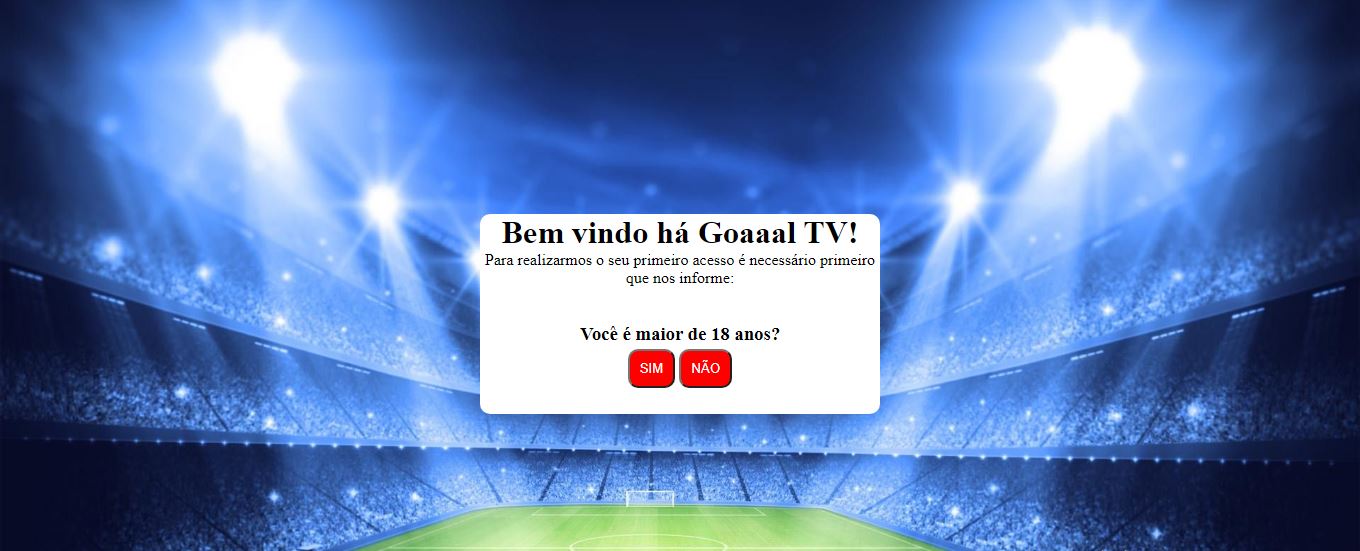 Bem vindo há Goaaal TV!
Para realizarmos o seu primeiro acesso é necessário primeiro
que nos informe:
Você é maior de 18 anos?
SIM NÃO